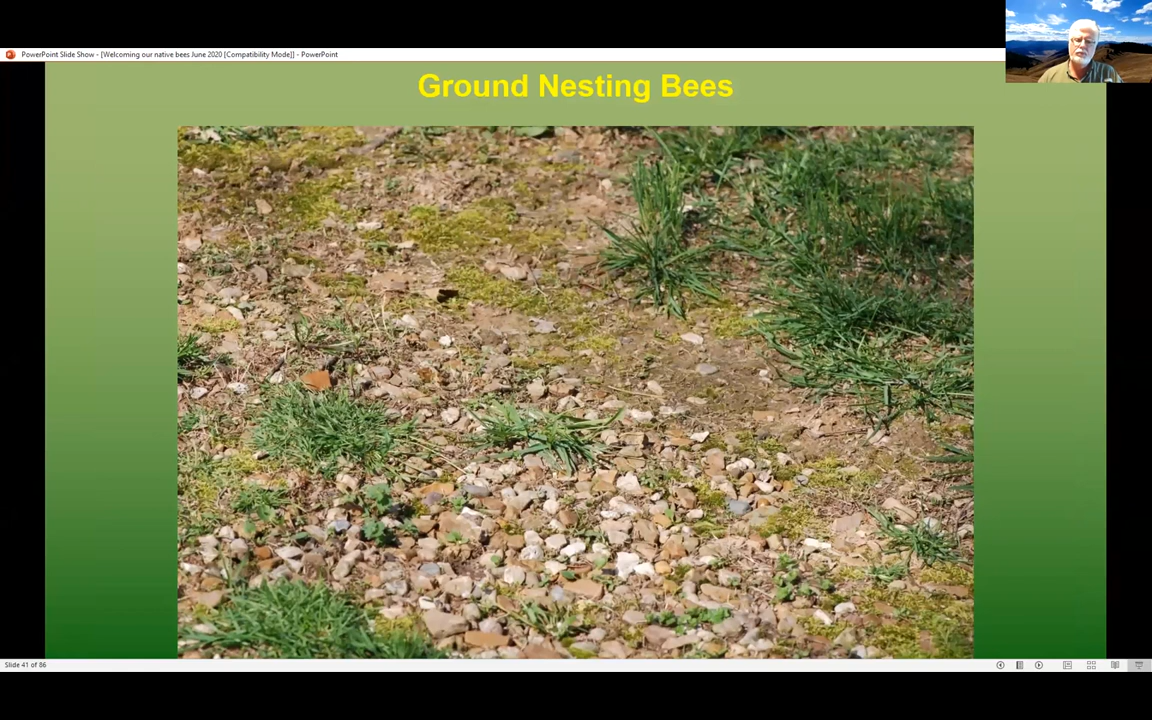 PowerPoint Slide Show - [Welcoming our native bees June 2020 [Compatibility Mode]] - PowerPoint
Ground Nesting Bees
Slide 41 of 86